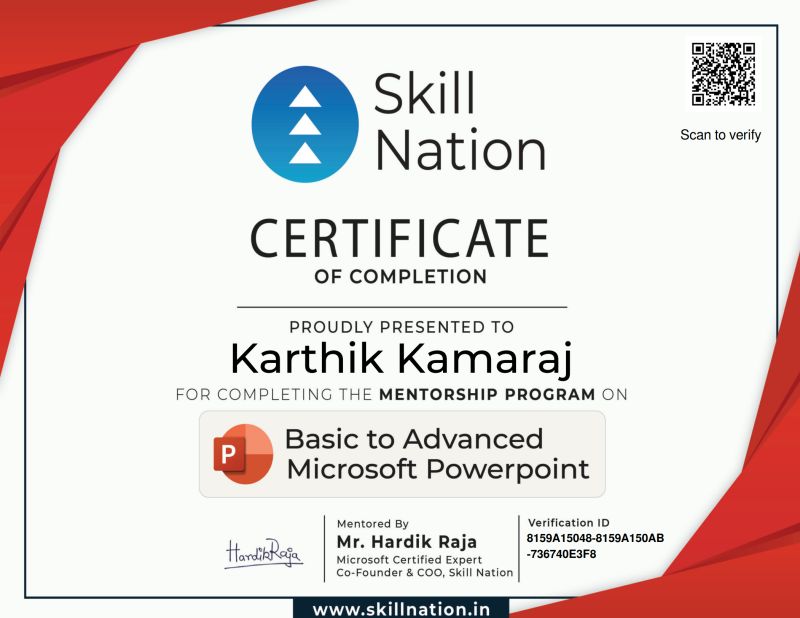 Skill
Nation
Scan to verify
CERTIFICATE
OF COMPLETION
PROUDLY PRESENTED TO
Karthik Kamaraj
FOR COMPLETING THE MENTORSHIP PROGRAM ON
P
Basic to Advanced
Microsoft Powerpoint
HardikRaja
Mentored By
Mr. Hardik Raja
Microsoft Certified Expert
Co-Founder & COO, Skill Nation
Verification ID
8159A15048-8159A150AB
-736740E3F8
www.skillnation.in